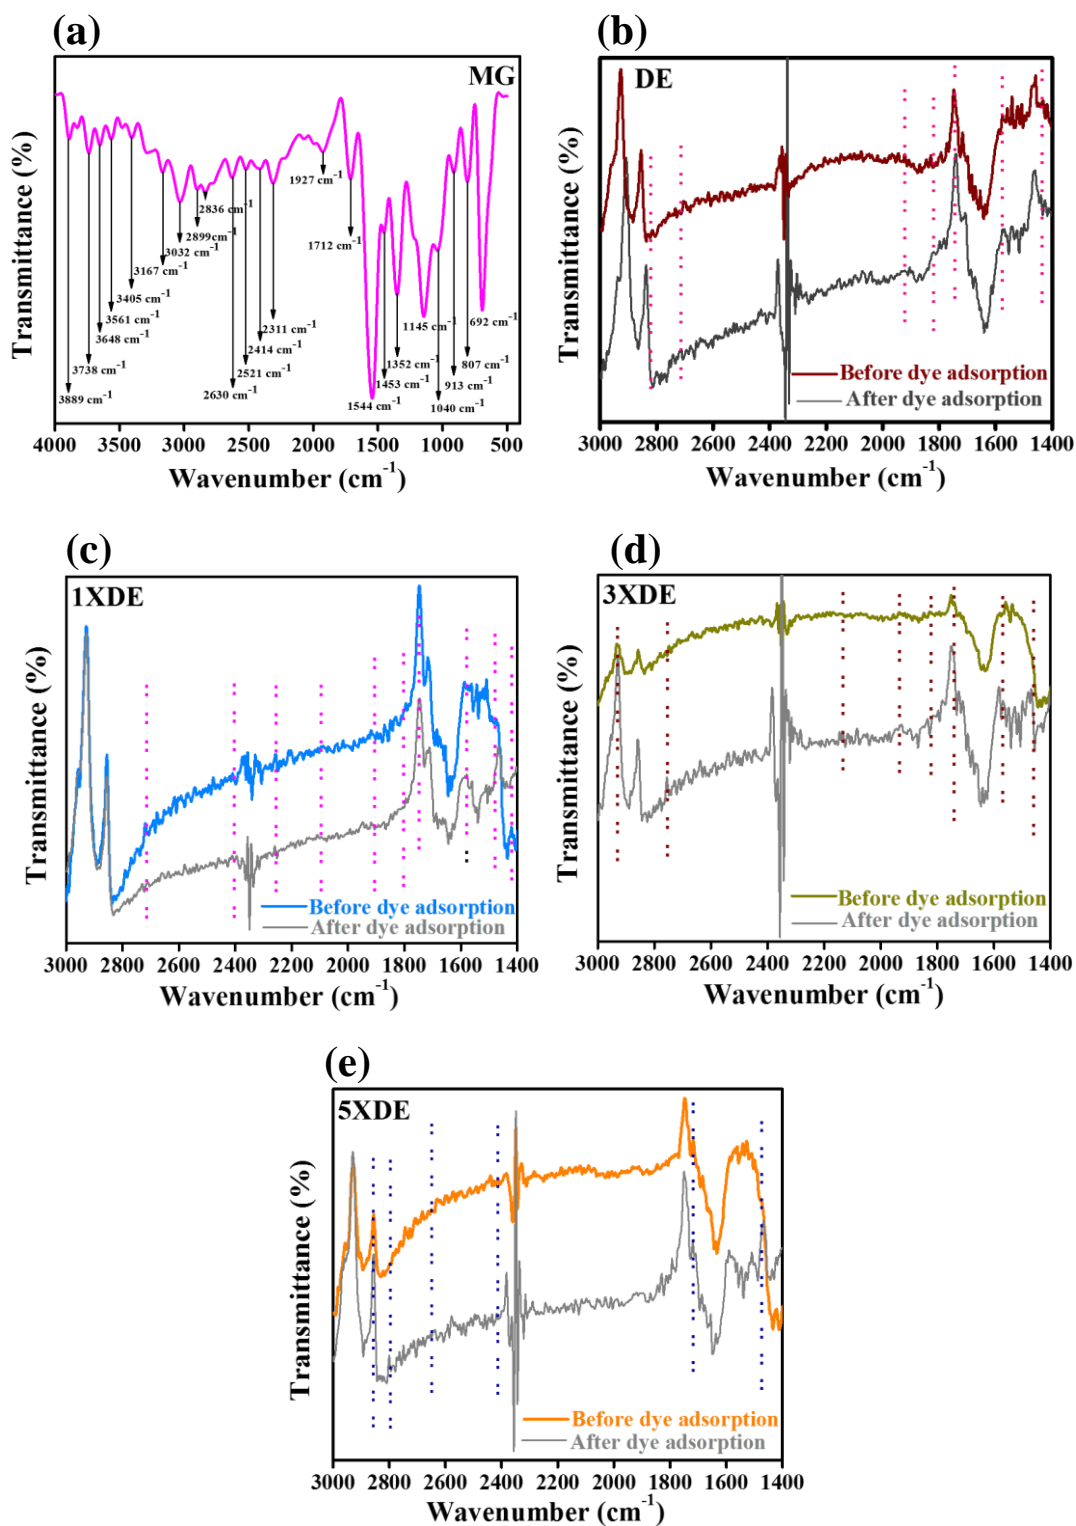 (a)
MG
Transmittance (%)
3889 cm⁻¹
3738 cm⁻¹
3648 cm⁻¹
3561 cm⁻¹
3405 cm⁻¹
3167 cm⁻¹
3032 cm⁻¹
2899cm⁻¹
2836 cm⁻¹
2630 cm⁻¹
2521 cm⁻¹
2414 cm⁻¹
2311 cm⁻¹
1927 cm⁻¹
1712 cm⁻¹
1544 cm⁻¹
1453 cm⁻¹
1352 cm⁻¹
1145 cm⁻¹
1040 cm⁻¹
913 cm⁻¹
807 cm⁻¹
692 cm⁻¹
4000 3500 3000 2500 2000 1500 1000 500
Wavenumber (cm⁻¹)
(b)
DE
Transmittance (%)
Before dye adsorption
After dye adsorption
3000 2800 2600 2400 2200 2000 1800 1600 1400
Wavenumber (cm⁻¹)
(c)
1XDE
Transmittance (%)
Before dye adsorption
After dye adsorption
3000 2800 2600 2400 2200 2000 1800 1600 1400
Wavenumber (cm⁻¹)
(d)
3XDE
Transmittance (%)
Before dye adsorption
After dye adsorption
3000 2800 2600 2400 2200 2000 1800 1600 1400
Wavenumber (cm⁻¹)
(e)
5XDE
Transmittance (%)
Before dye adsorption
After dye adsorption
3000 2800 2600 2400 2200 2000 1800 1600 1400
Wavenumber (cm⁻¹)